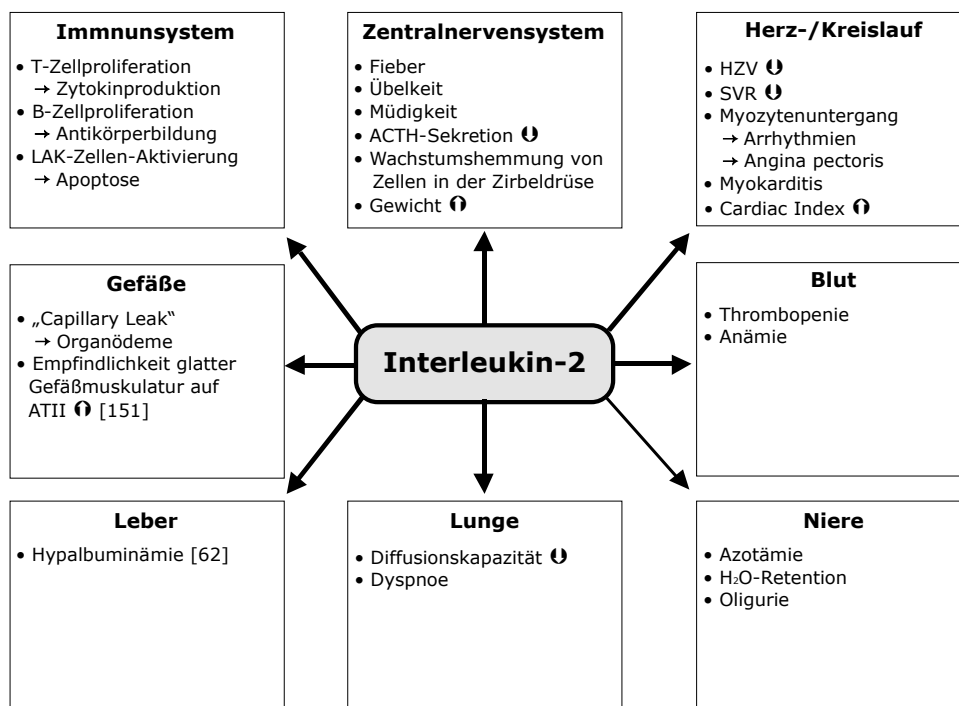 Immnunsystem
• T-Zellproliferation
→ Zytokinproduktion
• B-Zellproliferation
→ Antikörperbildung
• LAK-Zellen-Aktivierung
→ Apoptose
Zentralnervensystem
• Fieber
• Übelkeit
• Müdigkeit
• ACTH-Sekretion ⬇
• Wachstumshemmung von
Zellen in der Zirbeldrüse
• Gewicht ⬆
Herz-/Kreislauf
• HZV ⬇
• SVR ⬇
• Myozytenuntergang
→ Arrhythmien
→ Angina pectoris
• Myokarditis
• Cardiac Index ⬆
Gefäße
• „Capillary Leak“
→ Organödeme
• Empfindlichkeit glatter
Gefäßmuskulatur auf
ATII ⬆ [151]
Interleukin-2
Blut
• Thrombopenie
• Anämie
Leber
• Hypalbuminämie [62]
Lunge
• Diffusionskapazität ⬇
• Dyspnoe
Niere
• Azotämie
• H₂O-Retention
• Oligurie